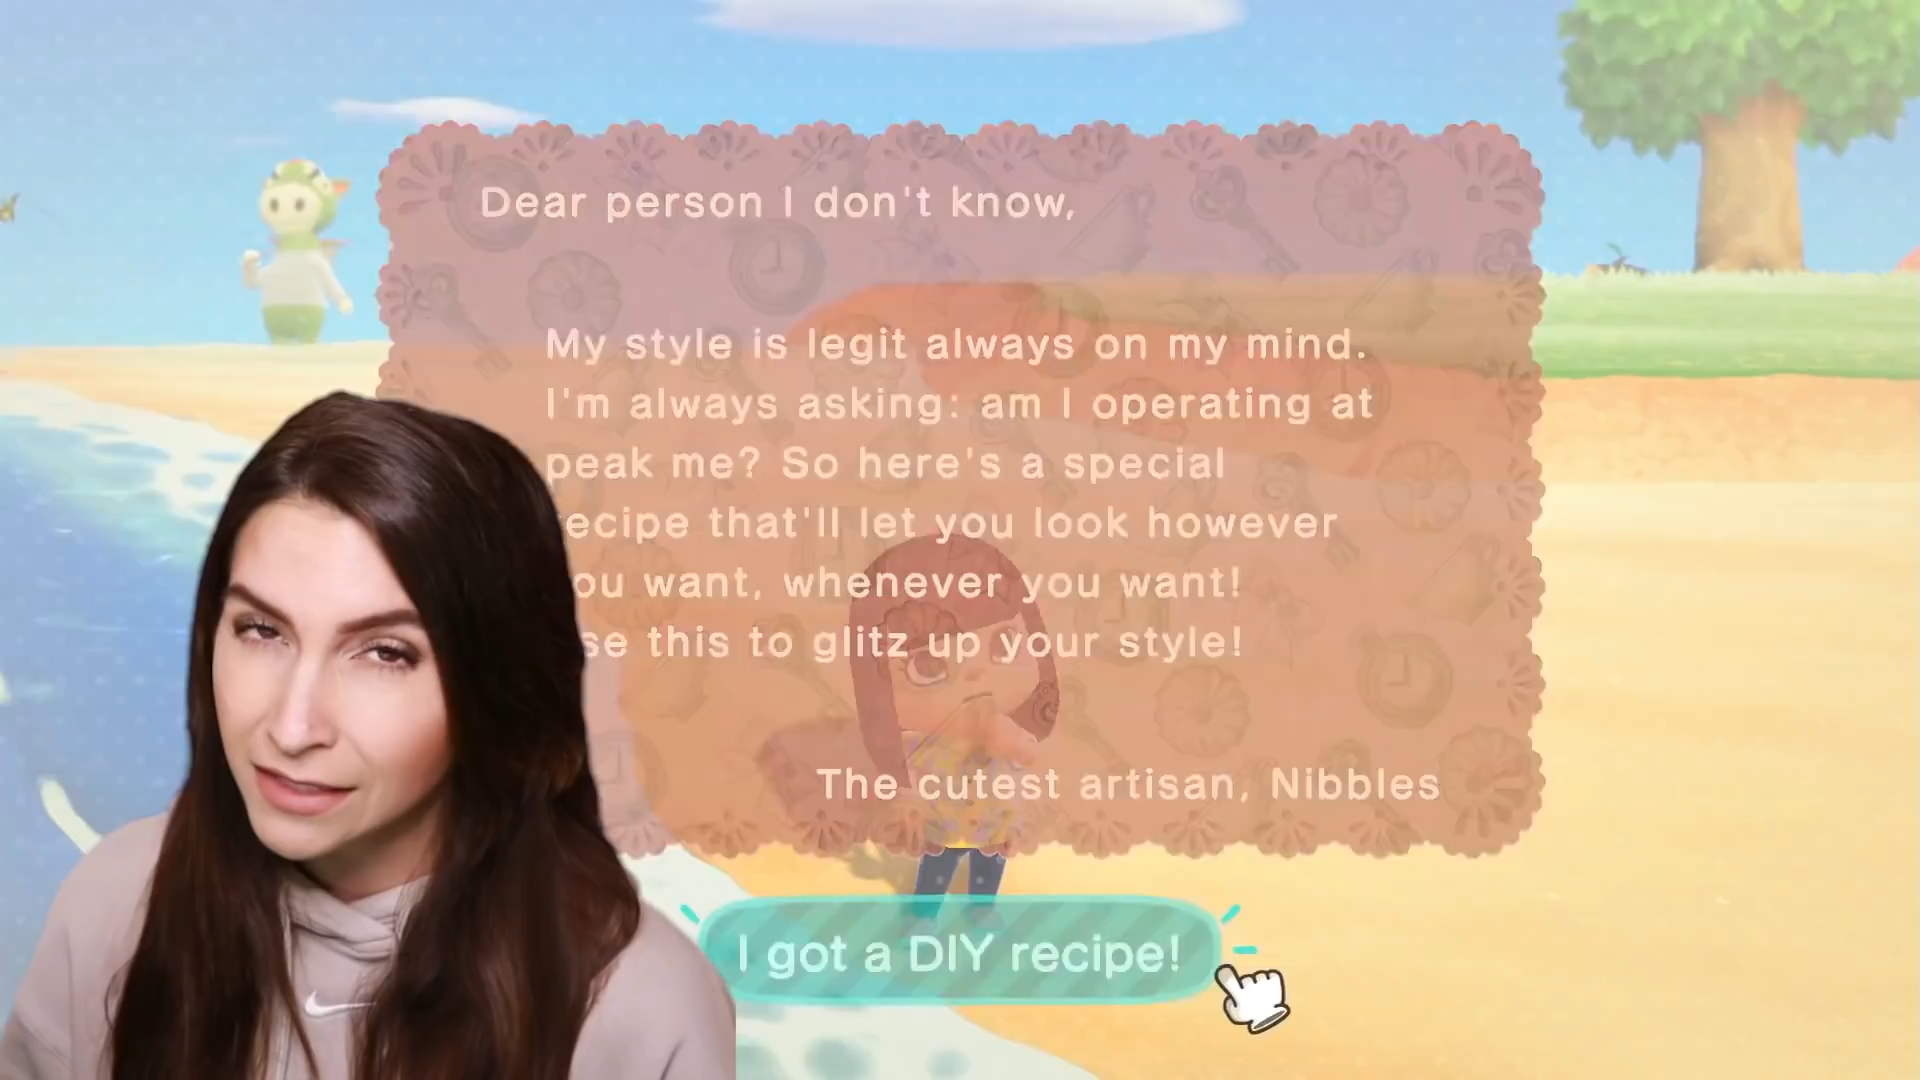 Dear person I don't know,
My style is legit always on my mind.
I'm always asking: am I operating at
peak me? So here's a special
ecipe that'll let you look however
ou want, whenever you want!
se this to glitz up your style!
The cutest artisan, Nibbles
I got a DIY recipe!